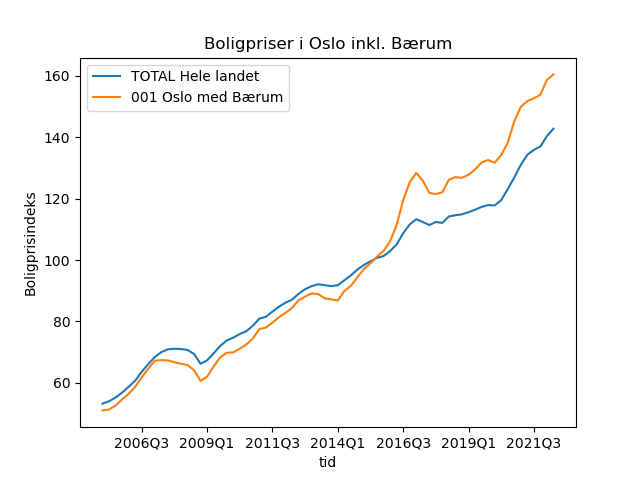 Boligpriser i Oslo inkl. Bærum
TOTAL Hele landet
001 Oslo med Bærum
Boligprisindeks
160
140
120
100
80
60
2006Q3 2009Q1 2011Q3 2014Q1 2016Q3 2019Q1 2021Q3
tid